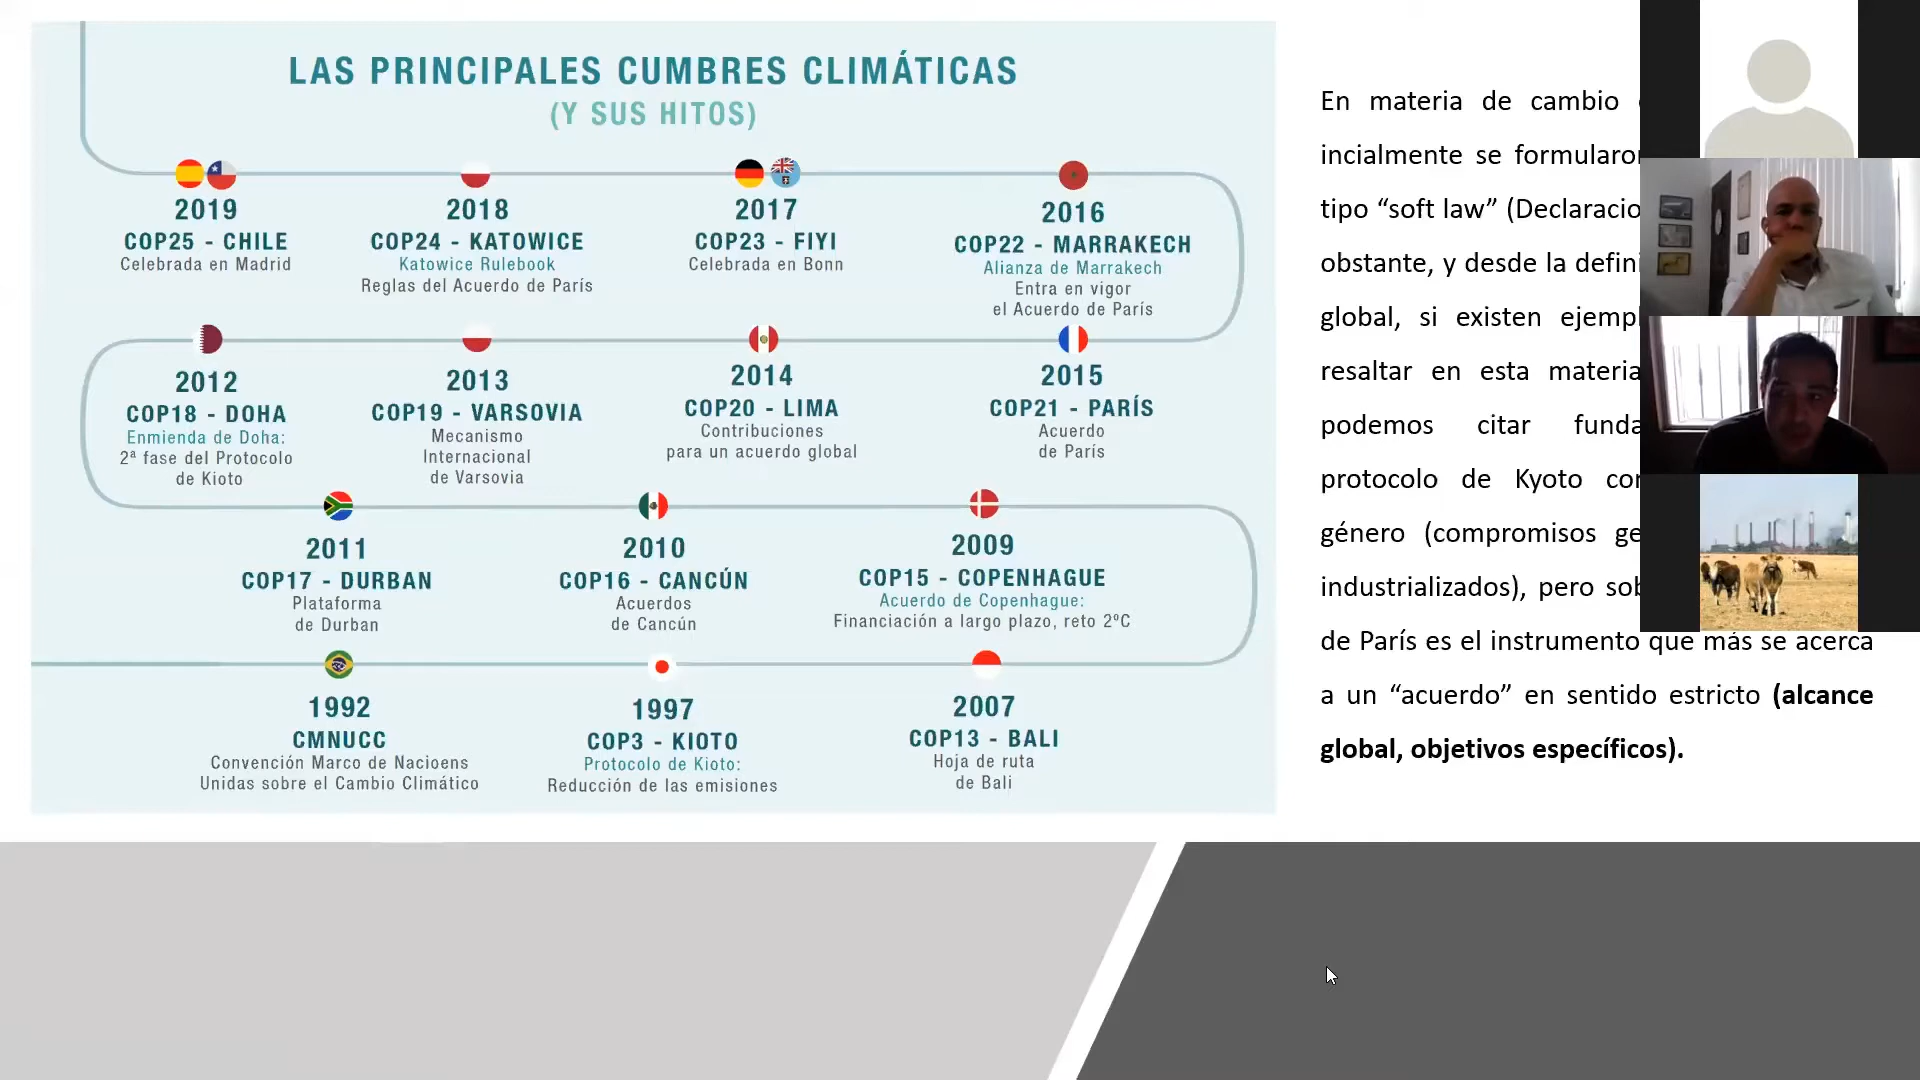 LAS PRINCIPALES CUMBRES CLIMÁTICAS
(Y SUS HITOS)
2019
COP25 - CHILE
Celebrada en Madrid
2018
COP24 - KATOWICE
Katowice Rulebook
Reglas del Acuerdo de París
2017
COP23 - FIYI
Celebrada en Bonn
2016
COP22 - MARRAKECH
Alianza de Marrakech
Entra en vigor
el Acuerdo de París
2012
COP18 - DOHA
Enmienda de Doha:
2ª fase del Protocolo
de Kioto
2013
COP19 - VARSOVIA
Mecanismo
Internacional
de Varsovia
2014
COP20 - LIMA
Contribuciones
para un acuerdo global
2015
COP21 - PARÍS
Acuerdo
de París
2011
COP17 - DURBAN
Plataforma
de Durban
2010
COP16 - CANCÚN
Acuerdos
de Cancún
2009
COP15 - COPENHAGUE
Acuerdo de Copenhague:
Financiación a largo plazo, reto 2ºC
1992
CMNUCC
Convención Marco de Nacioens
Unidas sobre el Cambio Climático
1997
COP3 - KIOTO
Protocolo de Kioto:
Reducción de las emisiones
2007
COP13 - BALI
Hoja de ruta
de Bali
En materia de cambio
incialmente se
tipo “soft law”
obstante, y desde la
global, si existen
resaltar en esta materia
podemos citar
protocolo de Kyoto
género (compromisos
industrializados), pero
de París es el instrumento que más se acerca
a un “acuerdo” en sentido estricto (alcance
global, objetivos específicos).